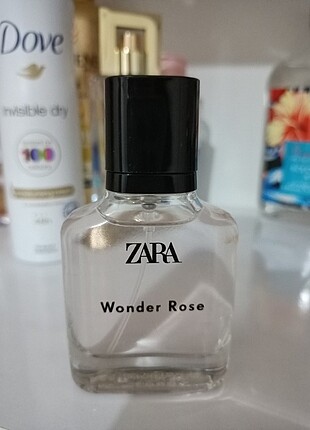 Dove
invisible dry
100
ZARA
Wonder Rose